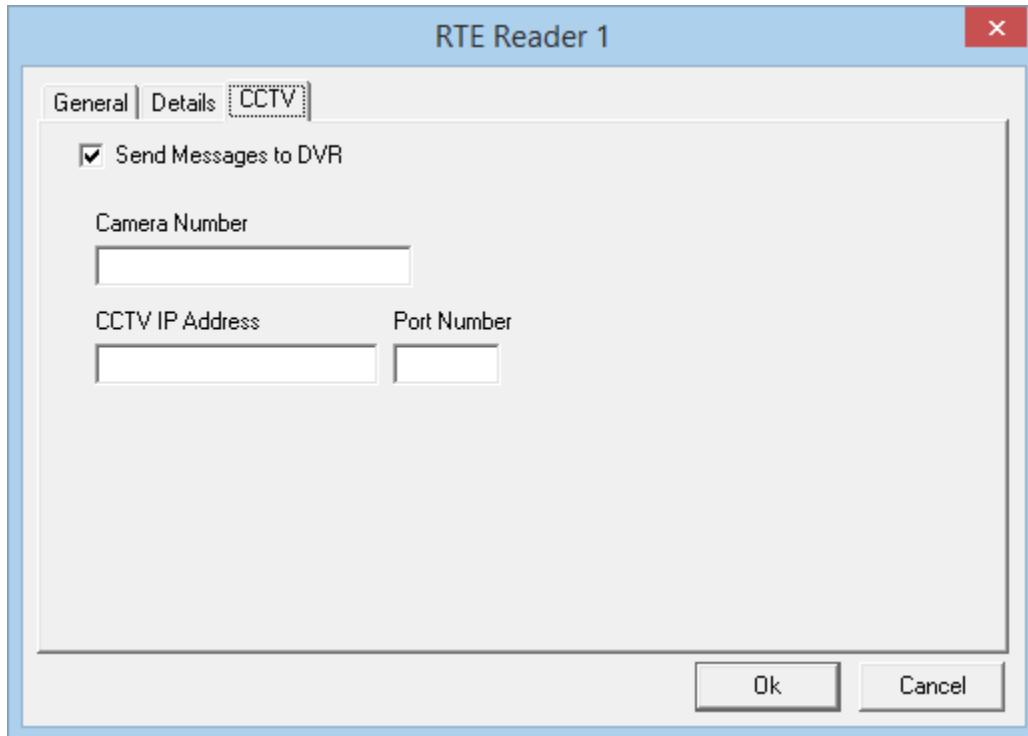 RTE Reader 1
General Details CCTV
Send Messages to DVR
Camera Number
CCTV IP Address Port Number
Ok Cancel